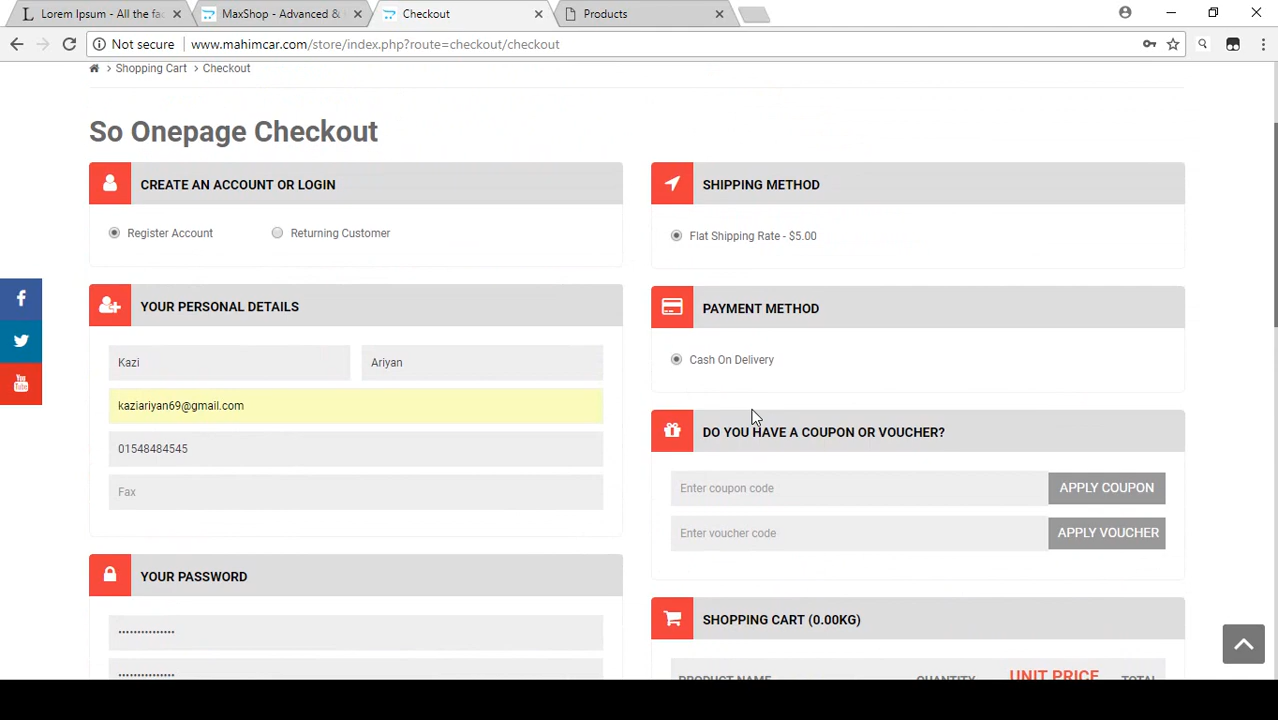 Lorem Ipsum - All the fa
MaxShop - Advanced &
Checkout
Products
Not secure
www.mahimcar.com/store/index.php?route=checkout/checkout
Shopping Cart > Checkout
So Onepage Checkout
CREATE AN ACCOUNT OR LOGIN
Register Account
Returning Customer
YOUR PERSONAL DETAILS
Kazi
Ariyan
kaziariyan69@gmail.com
01548484545
Fax
YOUR PASSWORD
SHIPPING METHOD
Flat Shipping Rate - $5.00
PAYMENT METHOD
Cash On Delivery
DO YOU HAVE A COUPON OR VOUCHER?
Enter coupon code
APPLY COUPON
Enter voucher code
APPLY VOUCHER
SHOPPING CART (0.00KG)
PRODUCT NAME QUANTITY UNIT PRICE TOTAL